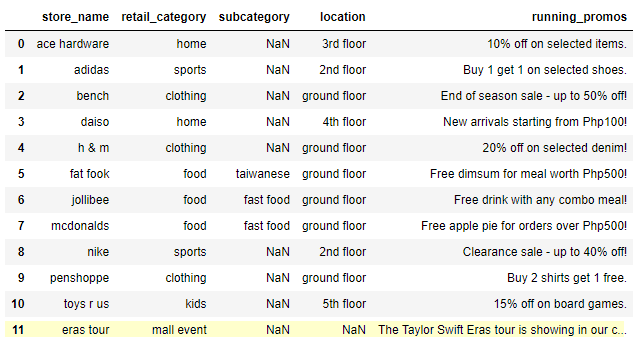 store_name retail_category subcategory location running_promos
0 ace hardware home NaN 3rd floor 10% off on selected items.
1 adidas sports NaN 2nd floor Buy 1 get 1 on selected shoes.
2 bench clothing NaN ground floor End of season sale - up to 50% off!
3 daiso home NaN 4th floor New arrivals starting from Php100!
4 h & m clothing NaN ground floor 20% off on selected denim!
5 fat fook food taiwanese ground floor Free dimsum for meal worth Php500!
6 jollibee food fast food ground floor Free drink with any combo meal!
7 mcdonalds food fast food ground floor Free apple pie for orders over Php500!
8 nike sports NaN 2nd floor Clearance sale - up to 40% off!
9 penshoppe clothing NaN ground floor Buy 2 shirts get 1 free.
10 toys r us kids NaN 5th floor 15% off on board games.
11 eras tour mall event NaN NaN The Taylor Swift Eras tour is showing in our c...